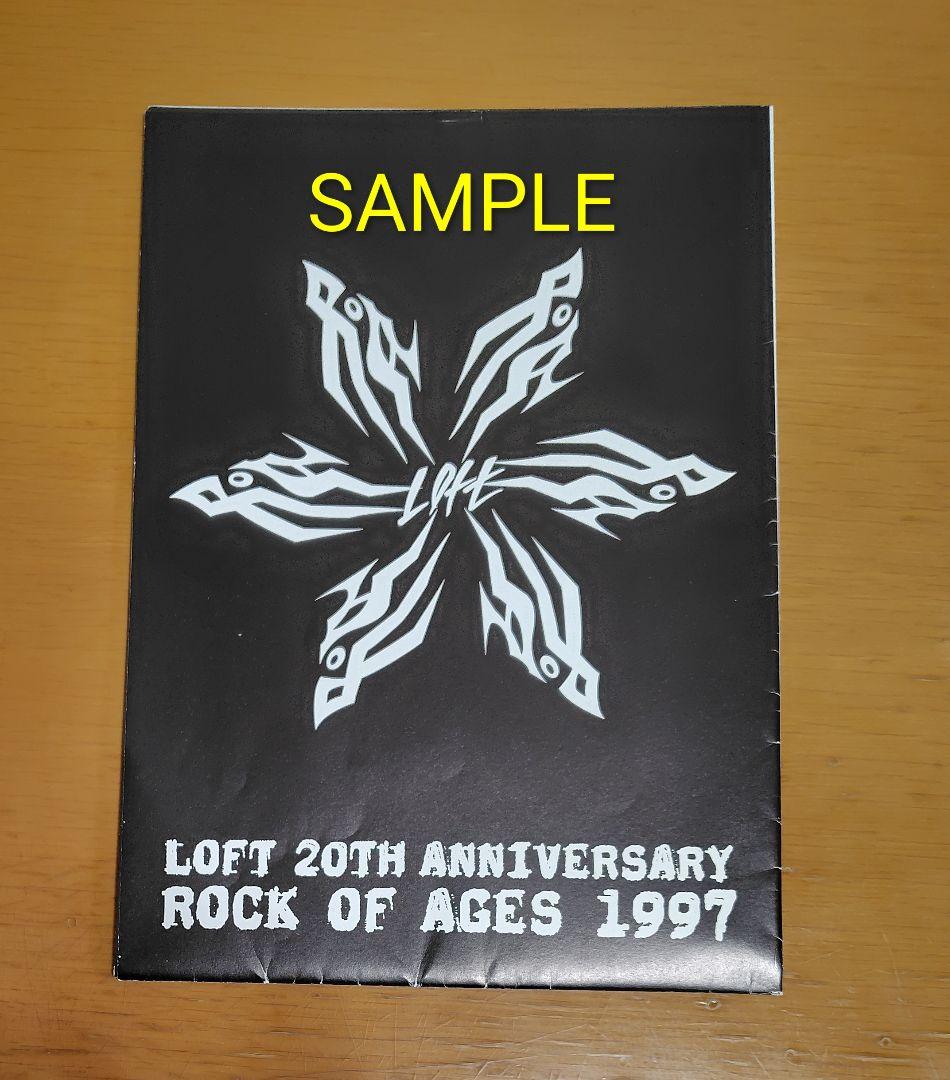 SAMPLE
LOFT
LOFT 20TH ANNIVERSARY
ROCK OF AGES 1997